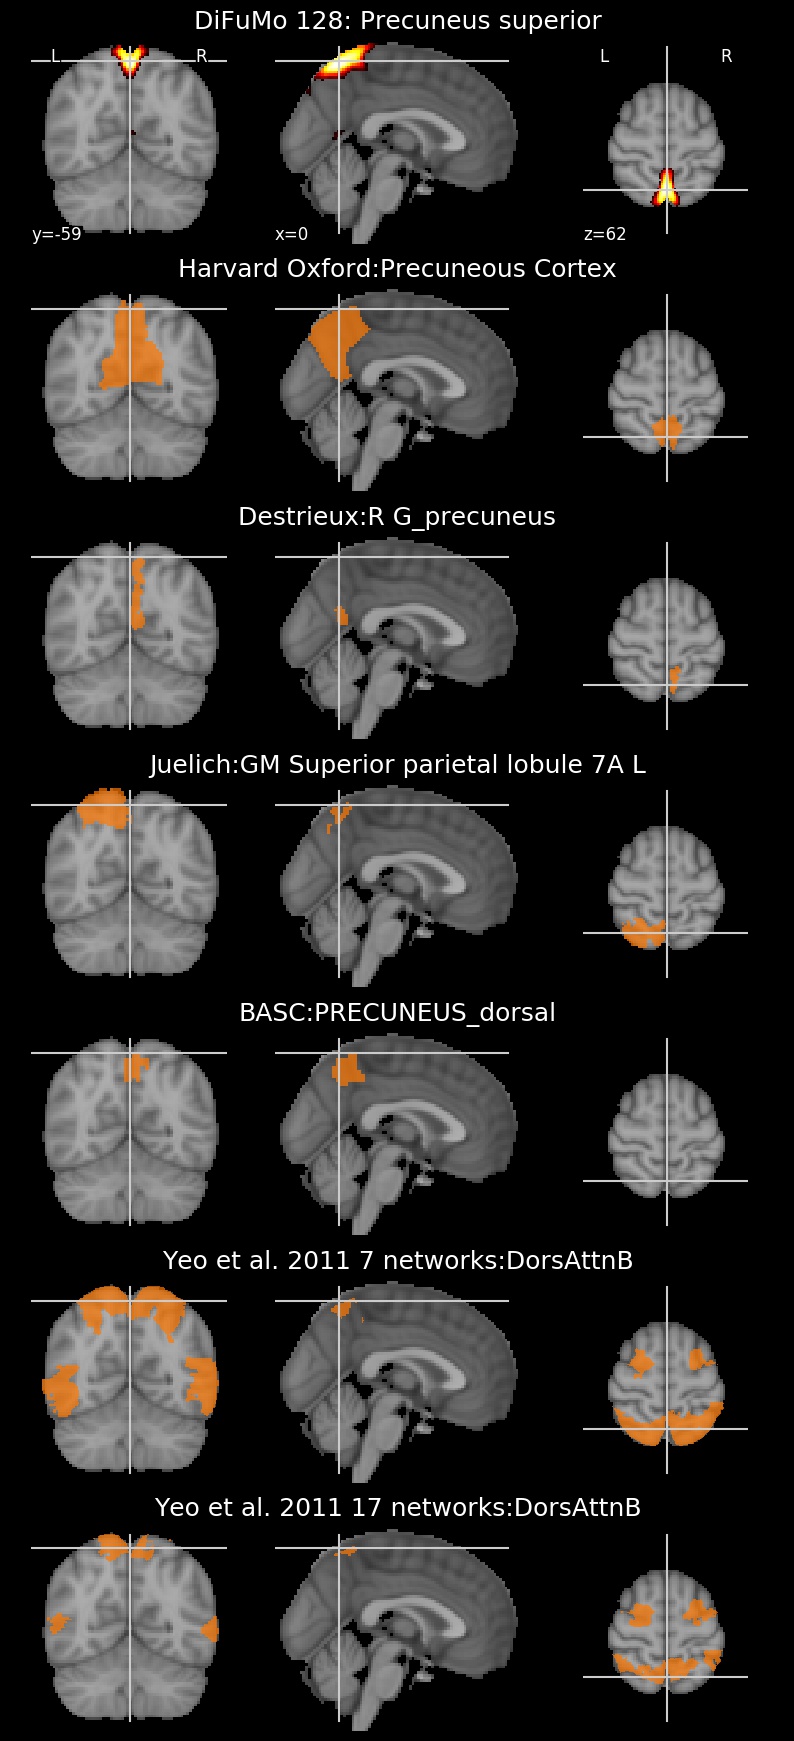 DiFuMo 128: Precuneus superior
L R L R
y=-59 x=0 z=62
Harvard Oxford:Precuneous Cortex
Destrieux:R G_precuneus
Juelich:GM Superior parietal lobule 7A L
BASC:PRECUNEUS_dorsal
Yeo et al. 2011 7 networks:DorsAttnB
Yeo et al. 2011 17 networks:DorsAttnB